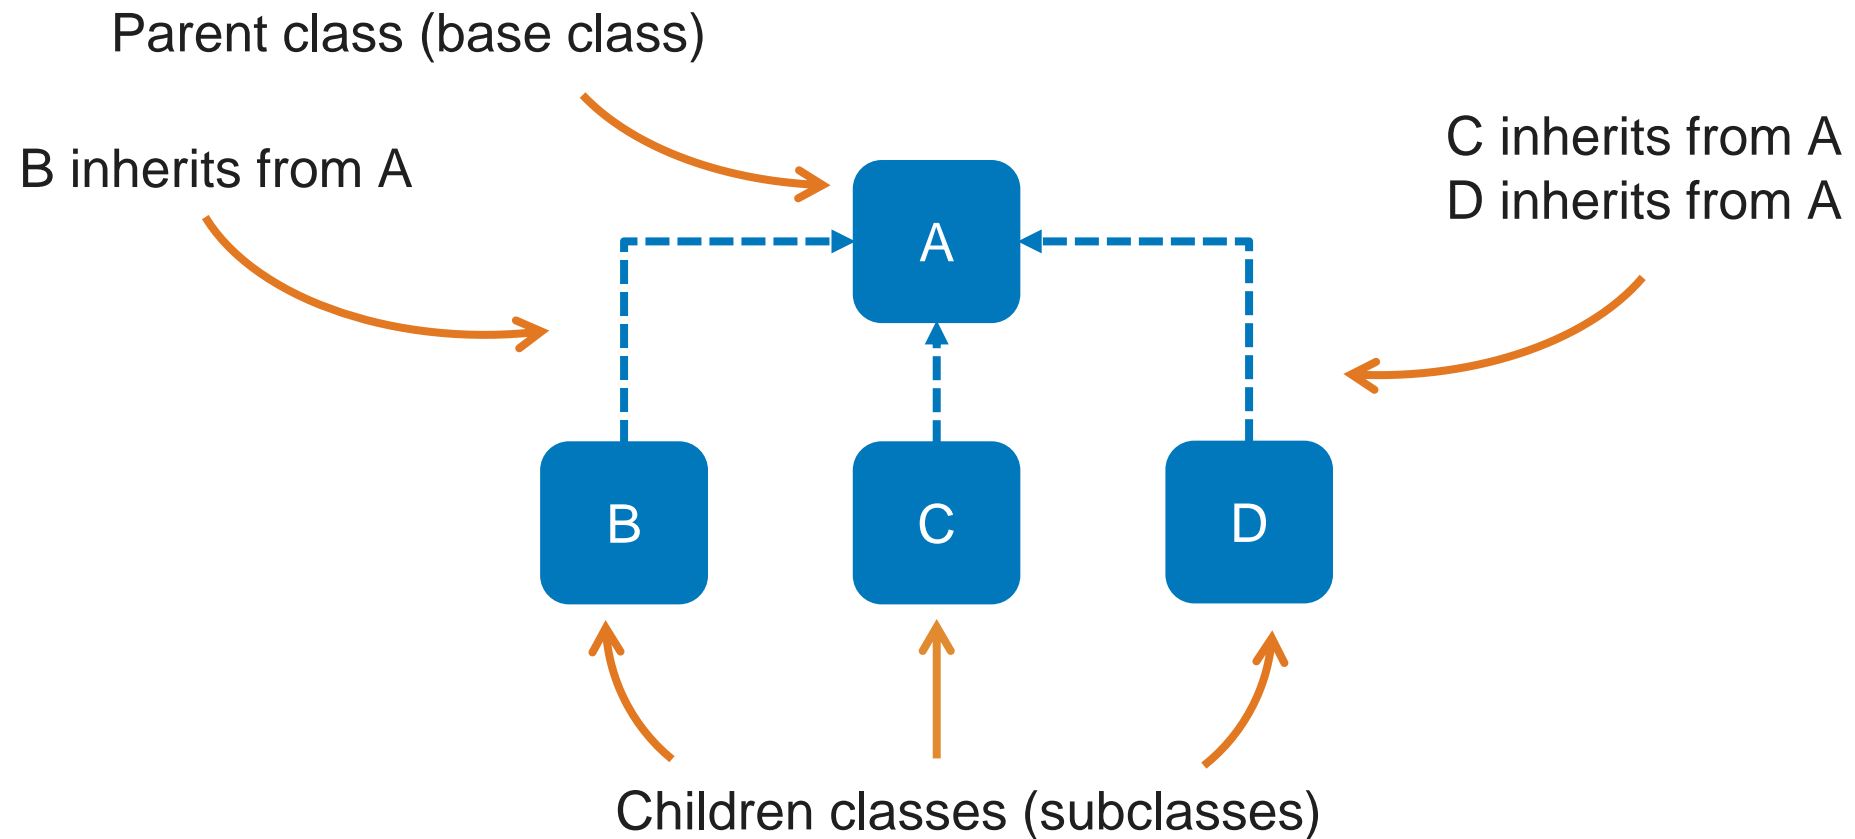 Parent class (base class)
B inherits from A
C inherits from A
D inherits from A
A
B
C
D
Children classes (subclasses)